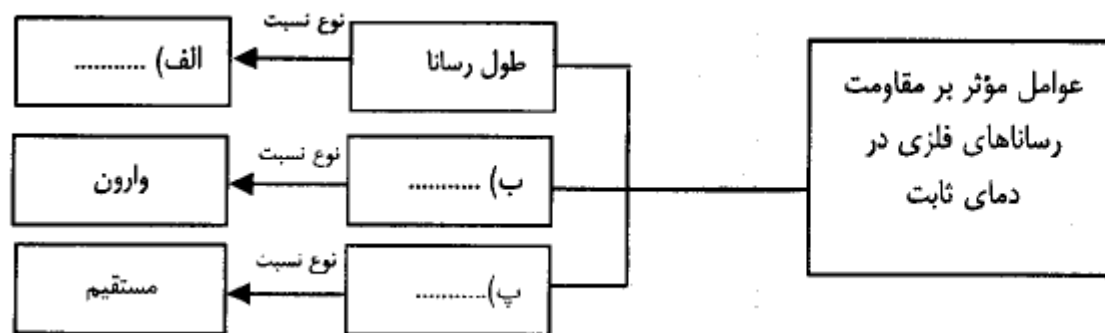 عوامل مؤثر بر مقاومت
رساناهای فلزی در
دمای ثابت
طول رسانا
نوع نسبت
الف) ...........
ب) ...........
نوع نسبت
وارون
پ)...........
نوع نسبت
مستقیم